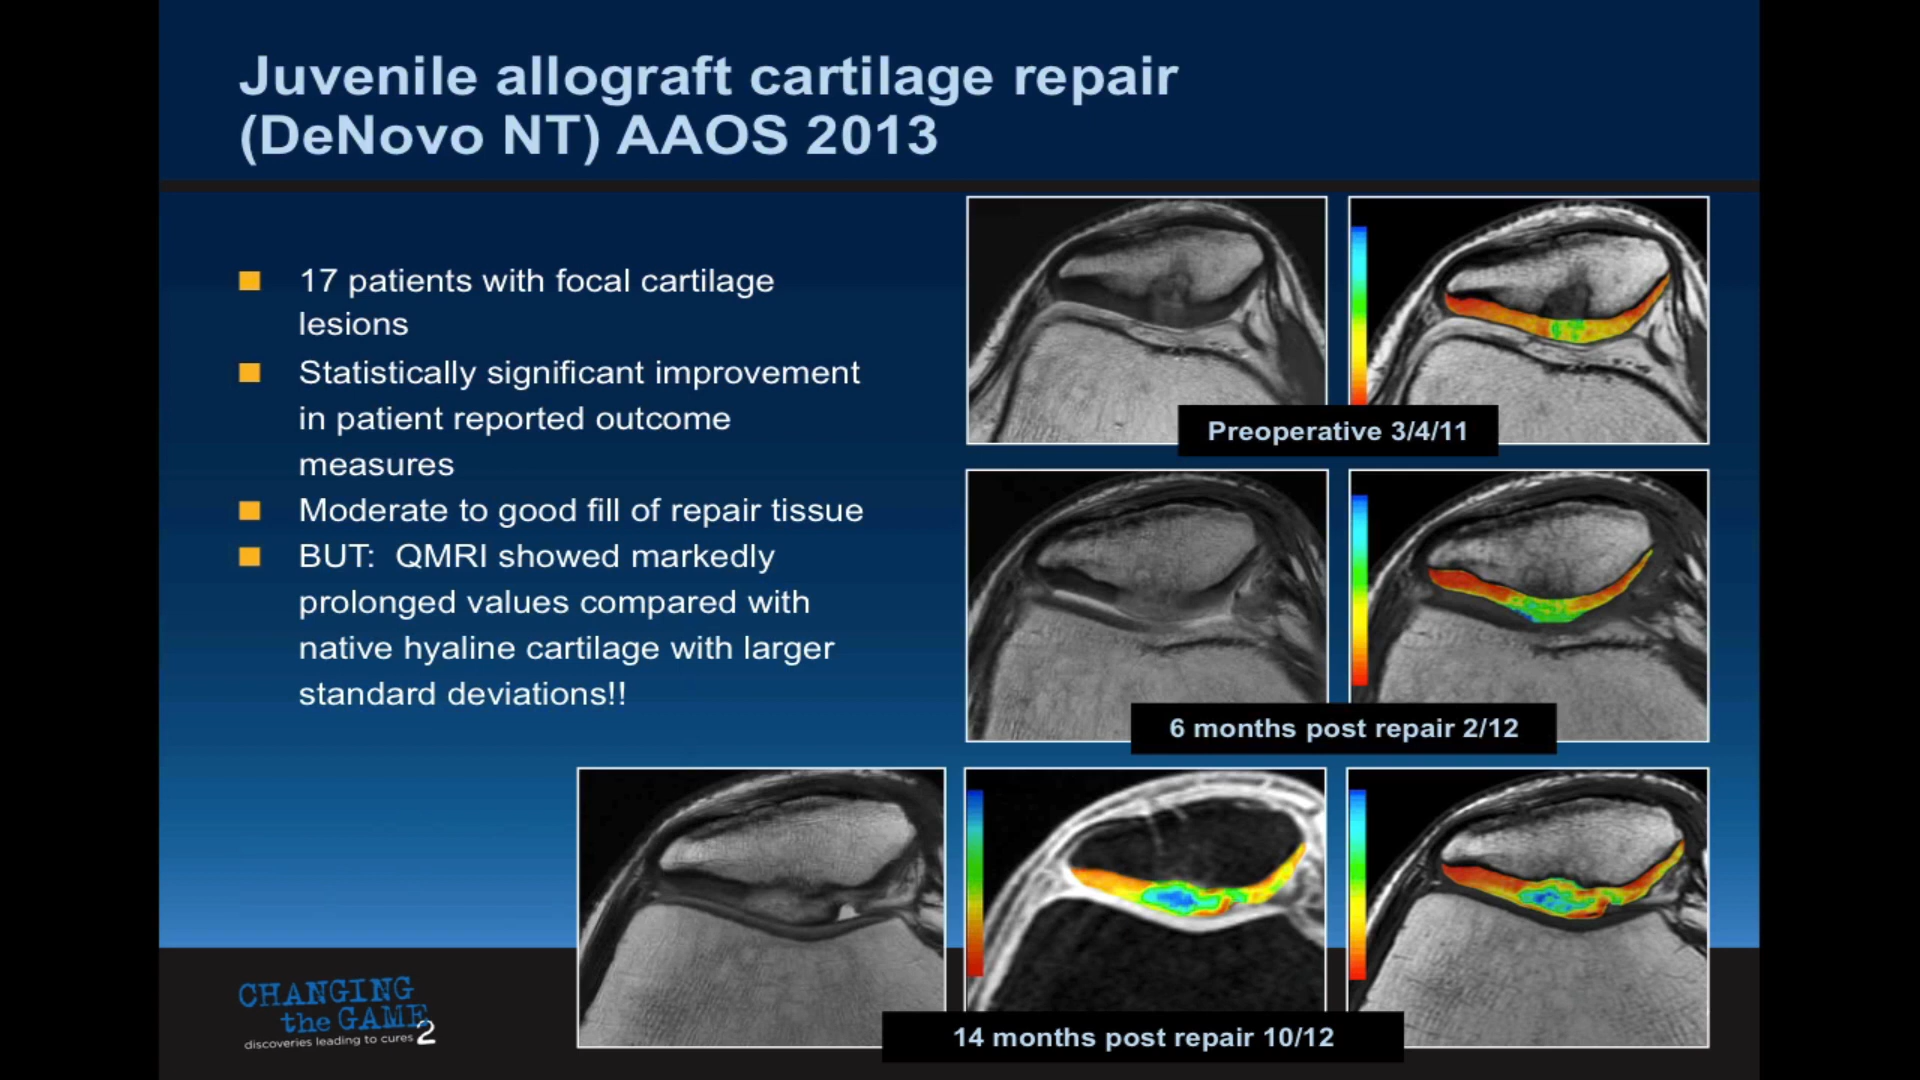 Juvenile allograft cartilage repair
(DeNovo NT) AAOS 2013
17 patients with focal cartilage
lesions
Statistically significant improvement
in patient reported outcome
measures
Moderate to good fill of repair tissue
BUT: QMRI showed markedly
prolonged values compared with
native hyaline cartilage with larger
standard deviations!!
Preoperative 3/4/11
6 months post repair 2/12
14 months post repair 10/12
CHANGING
the GAME
2
discoveries leading to cures